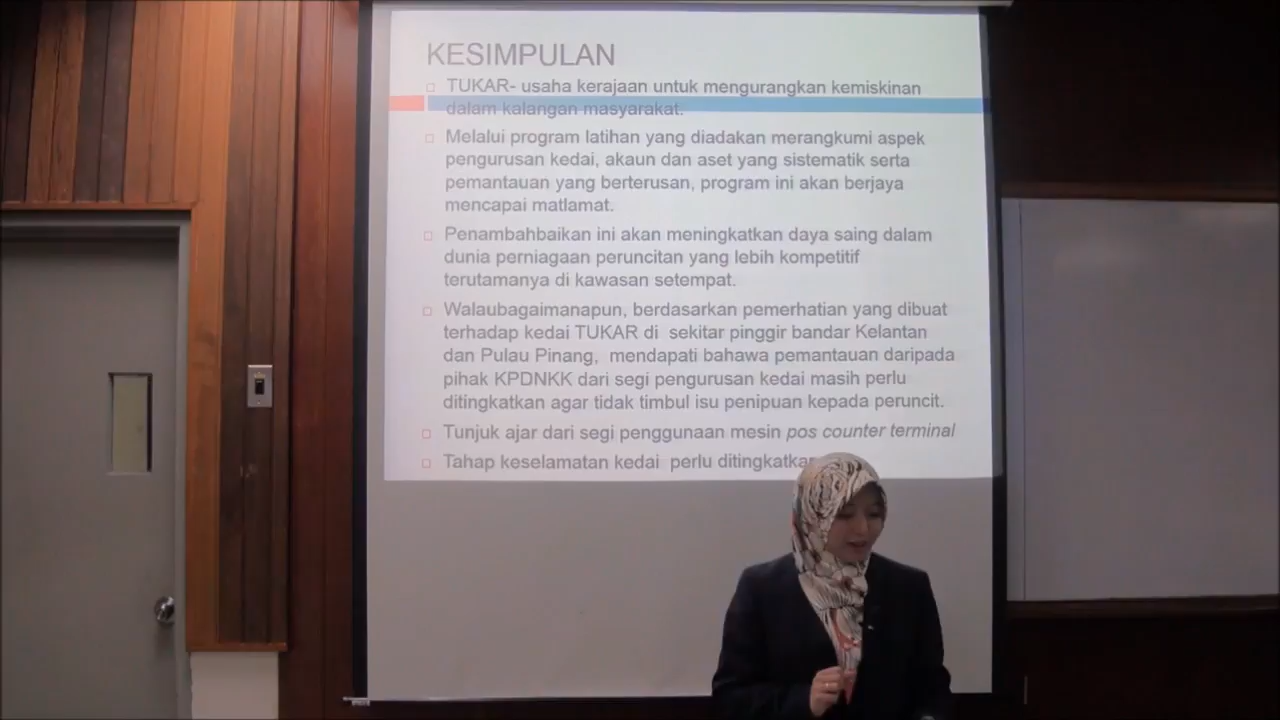 KESIMPULAN
TUKAR- usaha kerajaan untuk mengurangkan kemiskinan
dalam kalangan masyarakat.
Melalui program latihan yang diadakan merangkumi aspek
pengurusan kedai, akaun dan aset yang sistematik serta
pemantauan yang berterusan, program ini akan berjaya
mencapai matlamat.
Penambahbaikan ini akan meningkatkan daya saing dalam
dunia perniagaan peruncitan yang lebih kompetitif
terutamanya di kawasan setempat.
Walaubagaimanapun, berdasarkan pemerhatian yang dibuat
terhadap kedai TUKAR di sekitar pinggir bandar Kelantan
dan Pulau Pinang, mendapati bahawa pemantauan daripada
pihak KPDNKK dari segi pengurusan kedai masih perlu
ditingkatkan agar tidak timbul isu penipuan kepada peruncit.
Tunjuk ajar dari segi penggunaan mesin pos counter terminal
Tahap keselamatan kedai perlu ditingkatkan